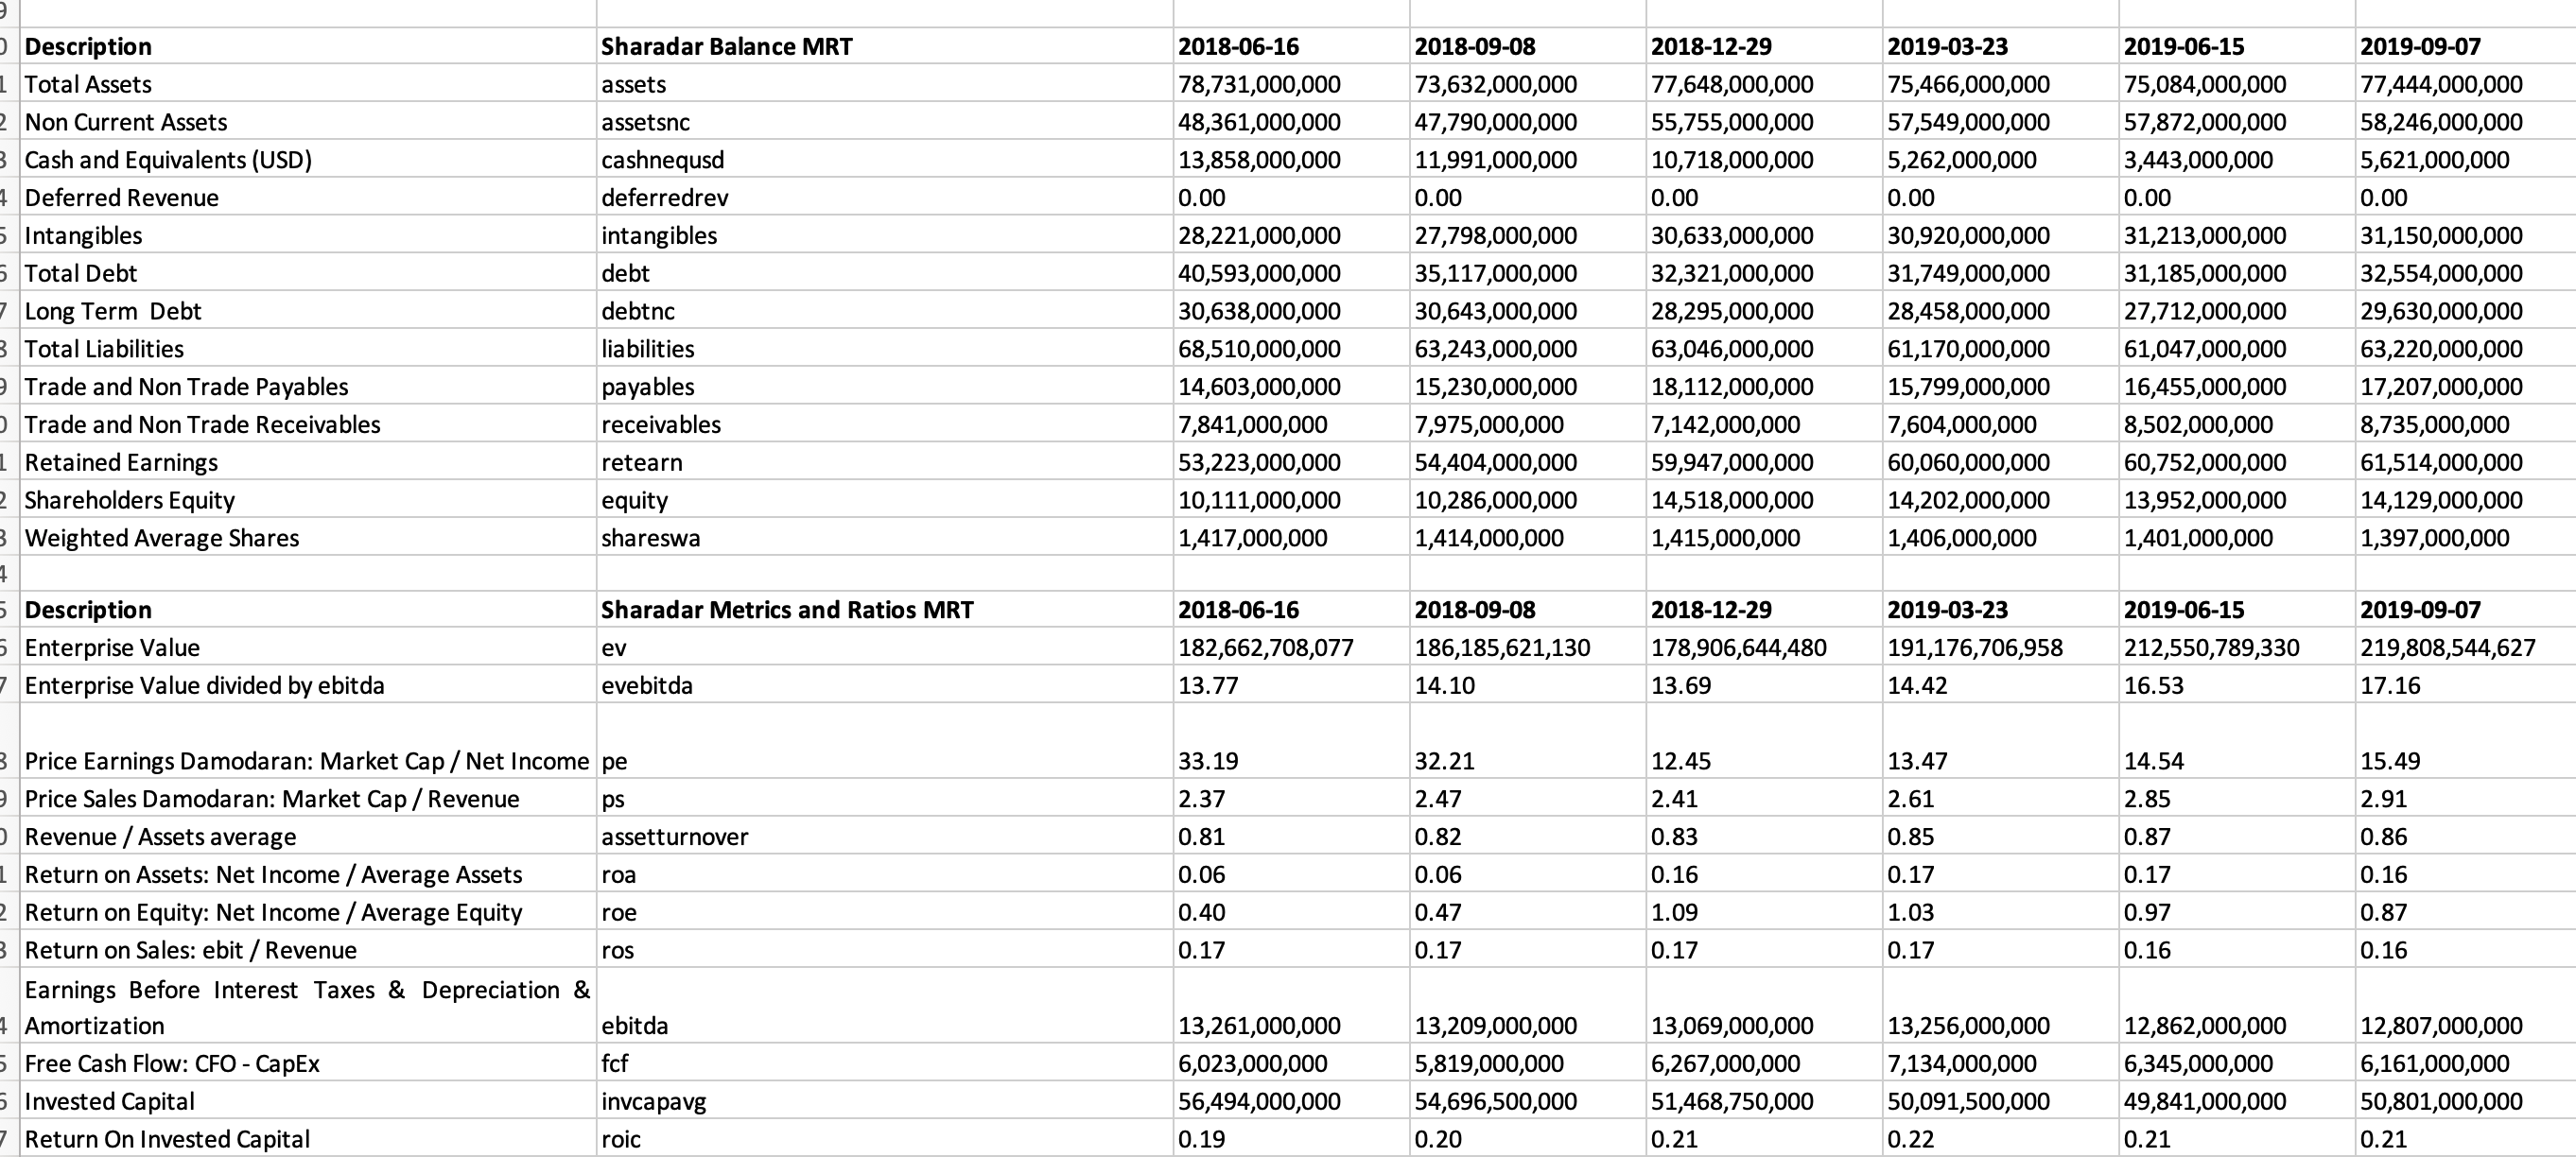 Description Sharadar Balance MRT 2018-06-16 2018-09-08 2018-12-29 2019-03-23 2019-06-15 2019-09-07
Total Assets assets 78,731,000,000 73,632,000,000 77,648,000,000 75,466,000,000 75,084,000,000 77,444,000,000
Non Current Assets assetsnc 48,361,000,000 47,790,000,000 55,755,000,000 57,549,000,000 57,872,000,000 58,246,000,000
Cash and Equivalents (USD) cashnequsd 13,858,000,000 11,991,000,000 10,718,000,000 5,262,000,000 3,443,000,000 5,621,000,000
Deferred Revenue deferredrev 0.00 0.00 0.00 0.00 0.00 0.00
Intangibles intangibles 28,221,000,000 27,798,000,000 30,633,000,000 30,920,000,000 31,213,000,000 31,150,000,000
Total Debt debt 40,593,000,000 35,117,000,000 32,321,000,000 31,749,000,000 31,185,000,000 32,554,000,000
Long Term Debt debtnc 30,638,000,000 30,643,000,000 28,295,000,000 28,458,000,000 27,712,000,000 29,630,000,000
Total Liabilities liabilities 68,510,000,000 63,243,000,000 63,046,000,000 61,170,000,000 61,047,000,000 63,220,000,000
Trade and Non Trade Payables payables 14,603,000,000 15,230,000,000 18,112,000,000 15,799,000,000 16,455,000,000 17,207,000,000
Trade and Non Trade Receivables receivables 7,841,000,000 7,975,000,000 7,142,000,000 7,604,000,000 8,502,000,000 8,735,000,000
Retained Earnings retearn 53,223,000,000 54,404,000,000 59,947,000,000 60,060,000,000 60,752,000,000 61,514,000,000
Shareholders Equity equity 10,111,000,000 10,286,000,000 14,518,000,000 14,202,000,000 13,952,000,000 14,129,000,000
Weighted Average Shares shareswa 1,417,000,000 1,414,000,000 1,415,000,000 1,406,000,000 1,401,000,000 1,397,000,000
Description Sharadar Metrics and Ratios MRT 2018-06-16 2018-09-08 2018-12-29 2019-03-23 2019-06-15 2019-09-07
Enterprise Value ev 182,662,708,077 186,185,621,130 178,906,644,480 191,176,706,958 212,550,789,330 219,808,544,627
Enterprise Value divided by ebitda evebitda 13.77 14.10 13.69 14.42 16.53 17.16
Price Earnings Damodaran: Market Cap / Net Income pe 33.19 32.21 12.45 13.47 14.54 15.49
Price Sales Damodaran: Market Cap / Revenue ps 2.37 2.47 2.41 2.61 2.85 2.91
Revenue / Assets average assetturnover 0.81 0.82 0.83 0.85 0.87 0.86
Return on Assets: Net Income / Average Assets roa 0.06 0.06 0.16 0.17 0.17 0.16
Return on Equity: Net Income / Average Equity roe 0.40 0.47 1.09 1.03 0.97 0.87
Return on Sales: ebit / Revenue ros 0.17 0.17 0.17 0.17 0.16 0.16
Earnings Before Interest Taxes & Depreciation &
Amortization ebitda 13,261,000,000 13,209,000,000 13,069,000,000 13,256,000,000 12,862,000,000 12,807,000,000
Free Cash Flow: CFO - CapEx fcf 6,023,000,000 5,819,000,000 6,267,000,000 7,134,000,000 6,345,000,000 6,161,000,000
Invested Capital invcapavg 56,494,000,000 54,696,500,000 51,468,750,000 50,091,500,000 49,841,000,000 50,801,000,000
Return On Invested Capital roic 0.19 0.20 0.21 0.22 0.21 0.21